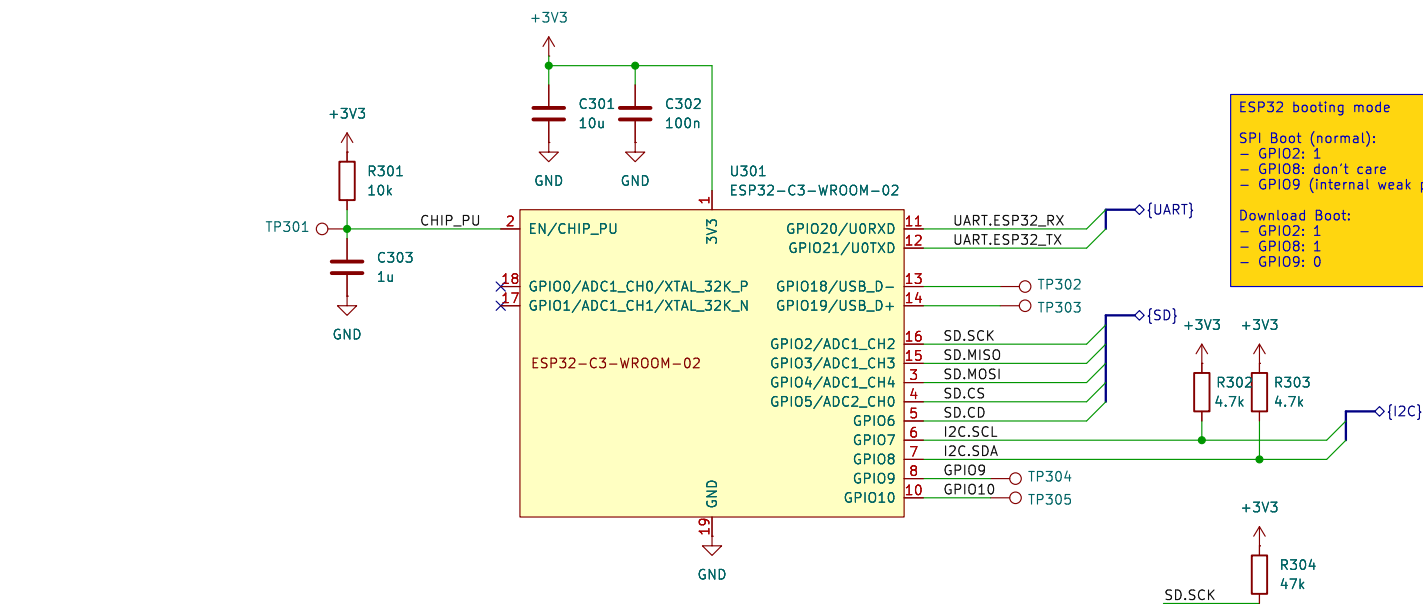 +3V3
C301
10u
C302
100n
GND
GND
+3V3
R301
10k
TP301
CHIP_PU
C303
1u
GND
U301
ESP32-C3-WROOM-02
1
3V3
2
EN/CHIP_PU
18
GPIO0/ADC1_CH0/XTAL_32K_P
17
GPIO1/ADC1_CH1/XTAL_32K_N
ESP32-C3-WROOM-02
GPIO20/U0RXD
11
UART.ESP32_RX
GPIO21/U0TXD
12
UART.ESP32_TX
{UART}
GPIO18/USB_D-
13
TP302
GPIO19/USB_D+
14
TP303
GPIO2/ADC1_CH2
16
SD.SCK
GPIO3/ADC1_CH3
15
SD.MISO
GPIO4/ADC1_CH4
3
SD.MOSI
GPIO5/ADC2_CH0
4
SD.CS
GPIO6
5
SD.CD
{SD}
GPIO7
6
I2C.SCL
GPIO8
7
I2C.SDA
GPIO9
8
GPIO9
TP304
GPIO10
10
GPIO10
TP305
GND
19
GND
ESP32 booting mode
SPI Boot (normal):
- GPIO2: 1
- GPIO8: don't care
- GPIO9 (internal weak
Download Boot:
- GPIO2: 1
- GPIO8: 1
- GPIO9: 0
+3V3
+3V3
R302
4.7k
R303
4.7k
{I2C}
+3V3
R304
47k
SD.SCK